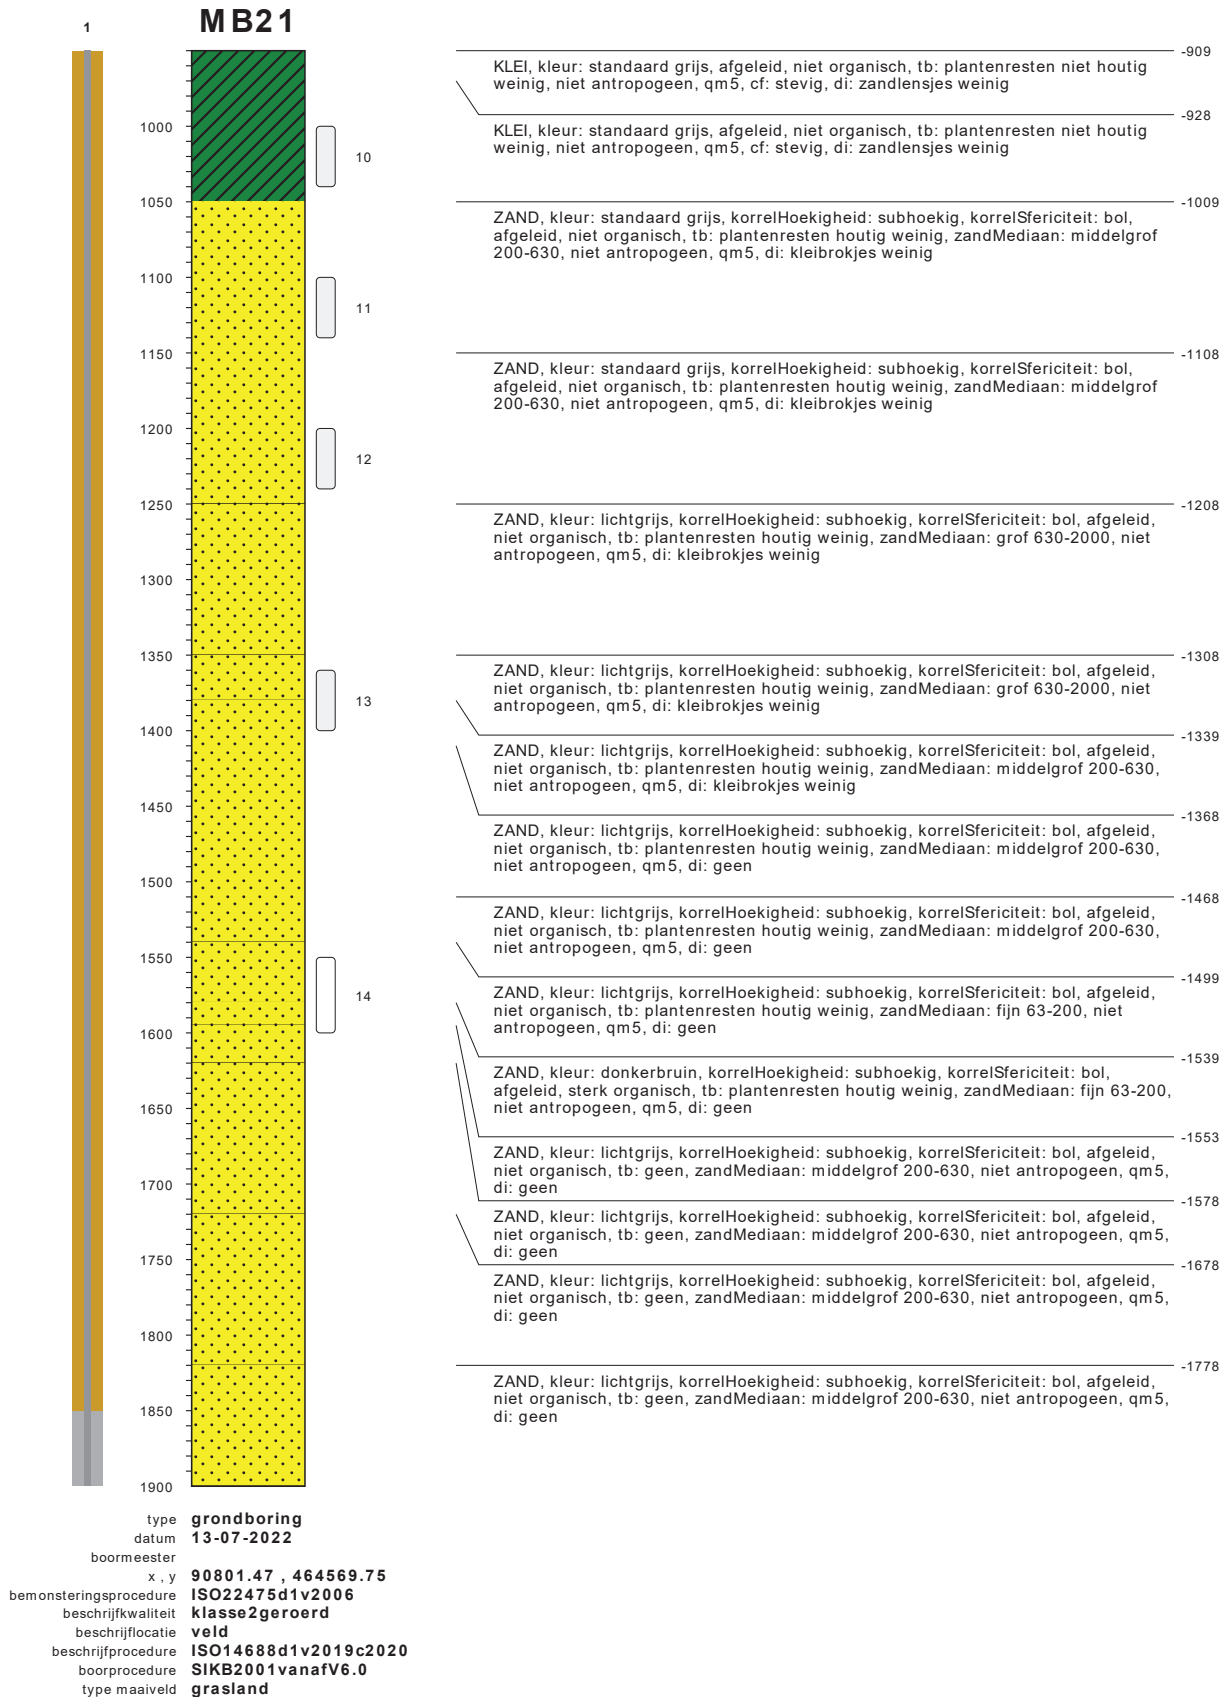 1
MB21
-909
KLEI, kleur: standaard grijs, afgeleid, niet organisch, tb: plantenresten niet houtig
weinig, niet antropogeen, qm5, cf: stevig, di: zandlensjes weinig
-928
KLEI, kleur: standaard grijs, afgeleid, niet organisch, tb: plantenresten niet houtig
weinig, niet antropogeen, qm5, cf: stevig, di: zandlensjes weinig
1000
10
1050
-1009
ZAND, kleur: standaard grijs, korrelHoekigheid: subhoekig, korrelSfericiteit: bol,
afgeleid, niet organisch, tb: plantenresten houtig weinig, zandMediaan: middelgrof
200-630, niet antropogeen, qm5, di: kleibrokjes weinig
1100
11
1150
-1108
ZAND, kleur: standaard grijs, korrelHoekigheid: subhoekig, korrelSfericiteit: bol,
afgeleid, niet organisch, tb: plantenresten houtig weinig, zandMediaan: middelgrof
200-630, niet antropogeen, qm5, di: kleibrokjes weinig
1200
12
1250
-1208
ZAND, kleur: lichtgrijs, korrelHoekigheid: subhoekig, korrelSfericiteit: bol, afgeleid,
niet organisch, tb: plantenresten houtig weinig, zandMediaan: grof 630-2000, niet
antropogeen, qm5, di: kleibrokjes weinig
1300
1350
-1308
ZAND, kleur: lichtgrijs, korrelHoekigheid: subhoekig, korrelSfericiteit: bol, afgeleid,
niet organisch, tb: plantenresten houtig weinig, zandMediaan: grof 630-2000, niet
antropogeen, qm5, di: kleibrokjes weinig
13
1400
-1339
ZAND, kleur: lichtgrijs, korrelHoekigheid: subhoekig, korrelSfericiteit: bol, afgeleid,
niet organisch, tb: plantenresten houtig weinig, zandMediaan: middelgrof 200-630,
niet antropogeen, qm5, di: kleibrokjes weinig
1450
-1368
ZAND, kleur: lichtgrijs, korrelHoekigheid: subhoekig, korrelSfericiteit: bol, afgeleid,
niet organisch, tb: plantenresten houtig weinig, zandMediaan: middelgrof 200-630,
niet antropogeen, qm5, di: geen
1500
-1468
ZAND, kleur: lichtgrijs, korrelHoekigheid: subhoekig, korrelSfericiteit: bol, afgeleid,
niet organisch, tb: plantenresten houtig weinig, zandMediaan: middelgrof 200-630,
niet antropogeen, qm5, di: geen
1550
-1499
ZAND, kleur: lichtgrijs, korrelHoekigheid: subhoekig, korrelSfericiteit: bol, afgeleid,
niet organisch, tb: plantenresten houtig weinig, zandMediaan: fijn 63-200, niet
antropogeen, qm5, di: geen
14
1600
-1539
ZAND, kleur: donkerbruin, korrelHoekigheid: subhoekig, korrelSfericiteit: bol,
afgeleid, sterk organisch, tb: plantenresten houtig weinig, zandMediaan: fijn 63-200,
niet antropogeen, qm5, di: geen
1650
-1553
ZAND, kleur: lichtgrijs, korrelHoekigheid: subhoekig, korrelSfericiteit: bol, afgeleid,
niet organisch, tb: geen, zandMediaan: middelgrof 200-630, niet antropogeen, qm5,
di: geen
1700
-1578
ZAND, kleur: lichtgrijs, korrelHoekigheid: subhoekig, korrelSfericiteit: bol, afgeleid,
niet organisch, tb: geen, zandMediaan: middelgrof 200-630, niet antropogeen, qm5,
di: geen
1750
-1678
ZAND, kleur: lichtgrijs, korrelHoekigheid: subhoekig, korrelSfericiteit: bol, afgeleid,
niet organisch, tb: geen, zandMediaan: middelgrof 200-630, niet antropogeen, qm5,
di: geen
1800
-1778
ZAND, kleur: lichtgrijs, korrelHoekigheid: subhoekig, korrelSfericiteit: bol, afgeleid,
niet organisch, tb: geen, zandMediaan: middelgrof 200-630, niet antropogeen, qm5,
di: geen
1850
1900
type grondboring
datum 13-07-2022
boormeester
x , y 90801.47 , 464569.75
bemonsteringsprocedure ISO22475d1v2006
beschrijfkwaliteit klasse2geroerd
beschrijflocatie veld
beschrijfprocedure ISO14688d1v2019c2020
boorprocedure SIKB2001vanafV6.0
type maaiveld grasland